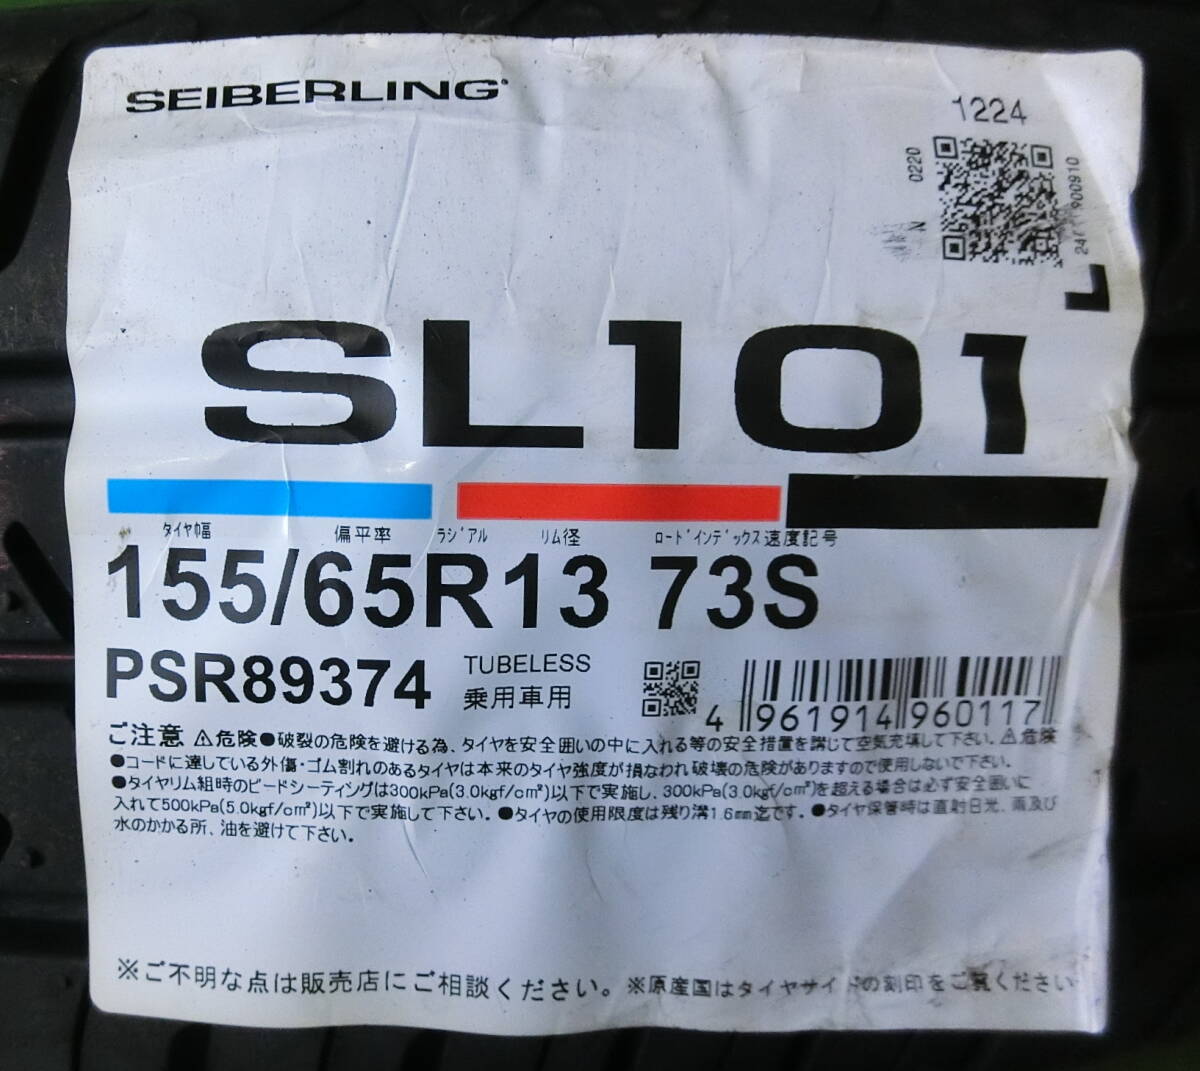 SEIBERLING
1224
N 0220
900910
L
SL101
タイヤ幅 偏平率 ラジアル リム径 ロードインデックス 速度記号
155/65R13 73S
PSR89374 TUBELESS
乗用車用
4 961914 960117
ご注意 ⚠危険●破裂の危険を避ける為、タイヤを安全囲いの中に入れる等の安全措置を講じて空気充填して下さい。⚠危険
●コードに達している外傷・ゴム割れのあるタイヤは本来のタイヤ強度が損なわれ破壊の危険がありますので使用しないで下さい。
●タイヤリム組時のビードシーティングは300kPa(3.0kgf/cm²)以下で実施し、300kPa(3.0kgf/cm²)を超える場合は必ず安全囲いに
入れて500kPa(5.0kgf/cm²)以下で実施して下さい。●タイヤの使用限度は残り溝1.6mm迄です。●タイヤ保管時は直射日光、雨及び
水のかかる所、油を避けて下さい。
※ご不明な点は販売店にご相談ください。※原産国はタイヤサイドの刻印をご覧ください